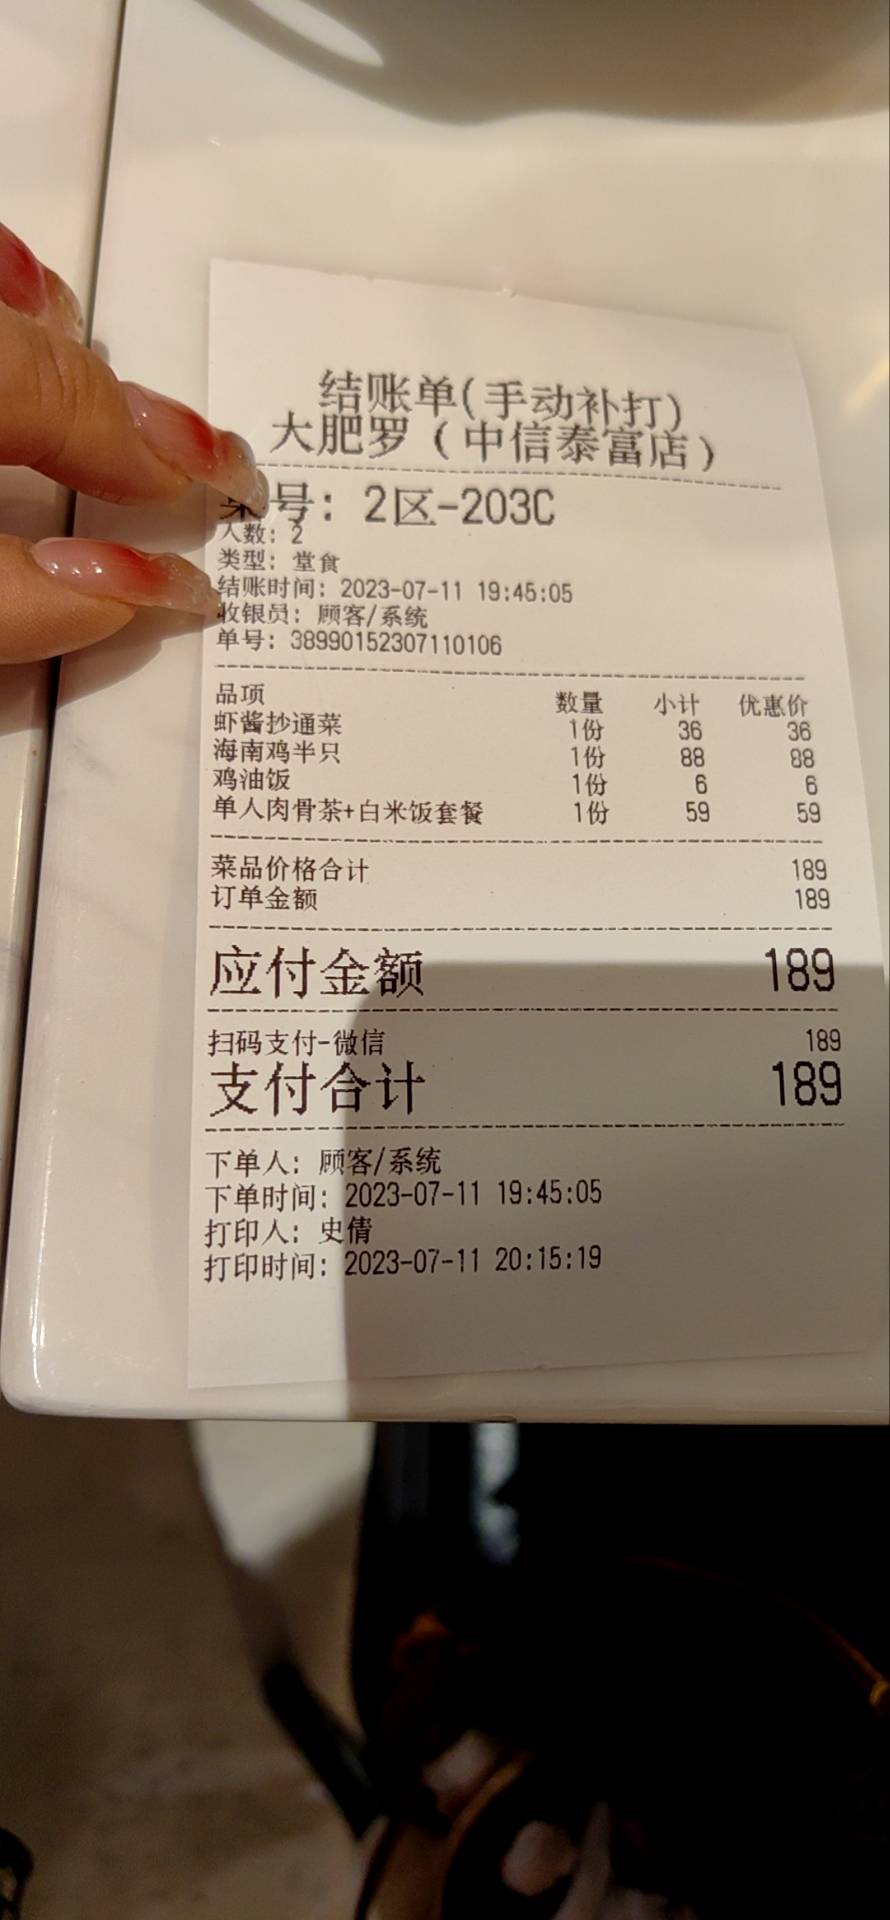 结账单(手动补打)
大肥罗(中信泰富店)
桌号: 2区-203C
人数: 2
类型: 堂食
结账时间: 2023-07-11 19:45:05
收银员: 顾客/系统
单号: 38990152307110106
品项 数量 小计 优惠价
虾酱抄通菜 1份 36 36
海南鸡半只 1份 88 88
鸡油饭 1份 6 6
单人肉骨茶+白米饭套餐 1份 59 59
菜品价格合计 189
订单金额 189
应付金额 189
扫码支付-微信 189
支付合计 189
下单人: 顾客/系统
下单时间: 2023-07-11 19:45:05
打印人: 史倩
打印时间: 2023-07-11 20:15:19